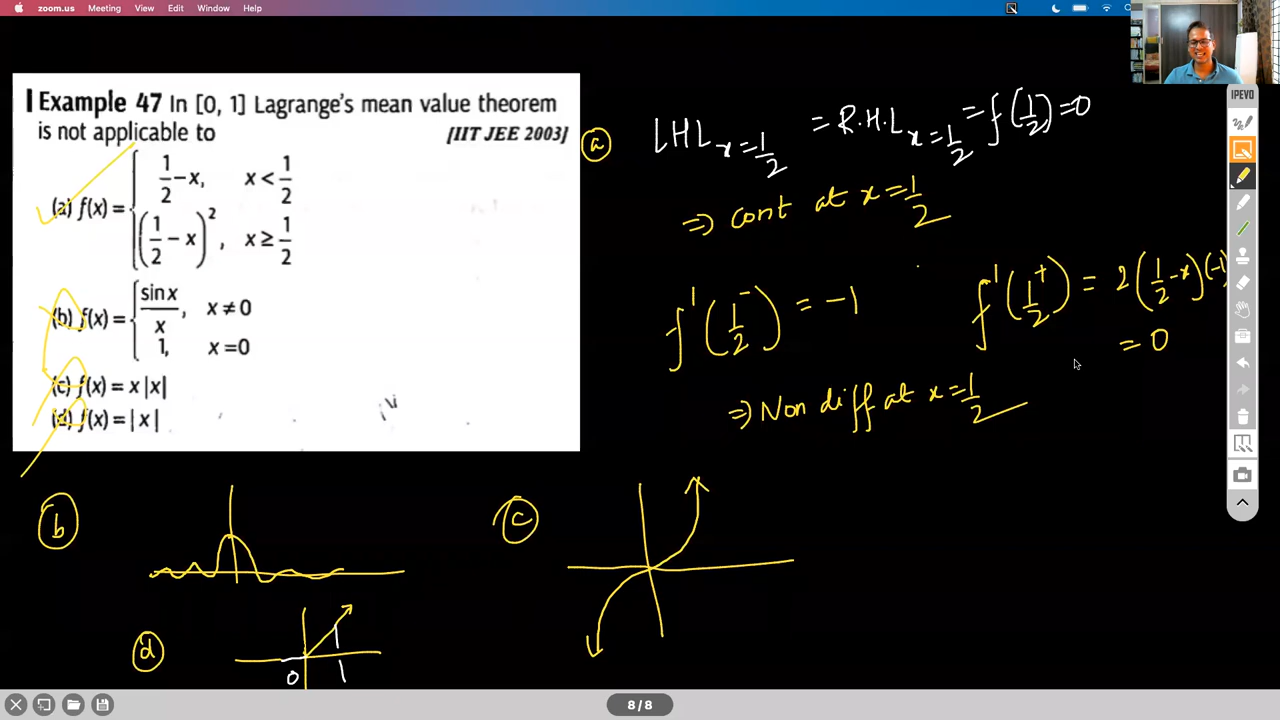 zoom.us Meeting View Edit Window Help
IPEVO
Example 47 In [0, 1] Lagrange's mean value theorem
is not applicable to [IIT JEE 2003]
(a) f(x) = { 1/2 - x, x < 1/2
(1/2 - x)², x ≥ 1/2
(b) f(x) = { sin x/x, x ≠ 0
1, x = 0
(c) f(x) = x |x|
(d) f(x) = |x|
(a) LHL x=1/2 = R.H.L x=1/2 = f(1/2) = 0
⇒ cont at x = 1/2
f'(1/2⁻) = -1 f'(1/2⁺) = 2(1/2 - x)(-1)
= 0
⇒ Non diff at x = 1/2
(b)
(c)
(d)
0 1
8/8